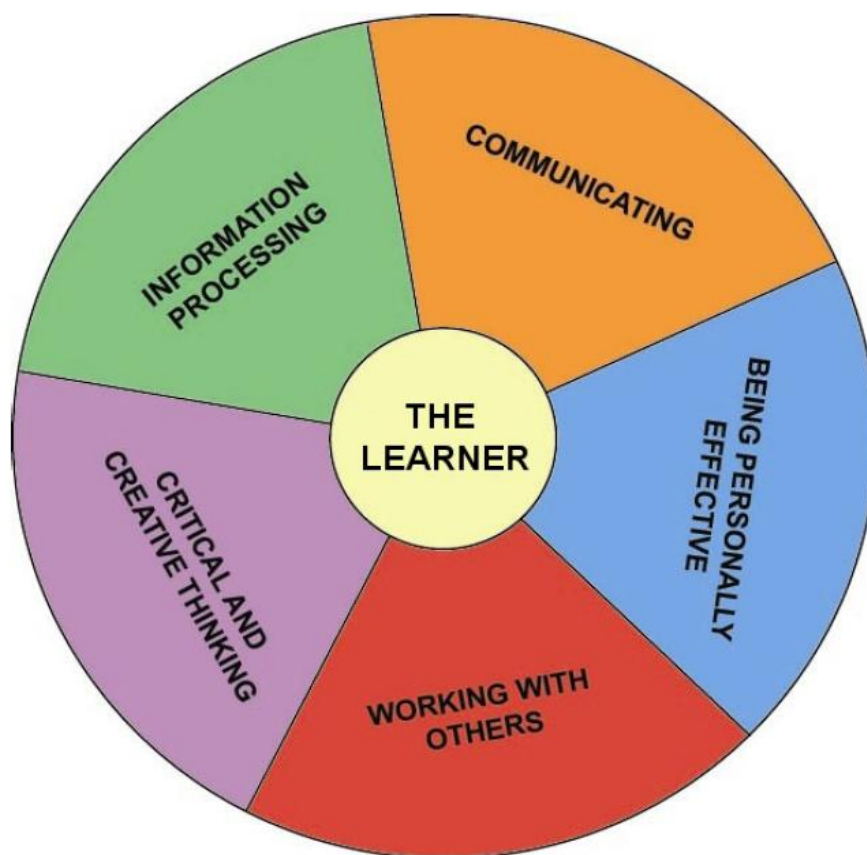 COMMUNICATING
BEING PERSONALLY
EFFECTIVE
WORKING WITH
OTHERS
CRITICAL AND
CREATIVE THINKING
INFORMATION
PROCESSING
THE
LEARNER